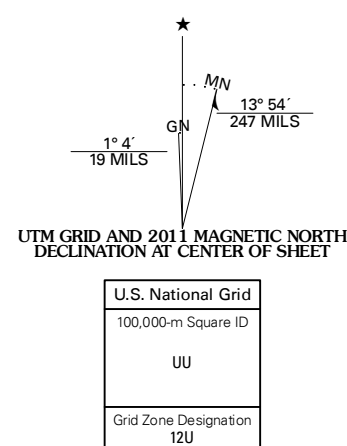 MN
GN
13° 54´
247 MILS
1° 4´
19 MILS
UTM GRID AND 2011 MAGNETIC NORTH
DECLINATION AT CENTER OF SHEET
U.S. National Grid
100,000-m Square ID
UU
Grid Zone Designation
12U